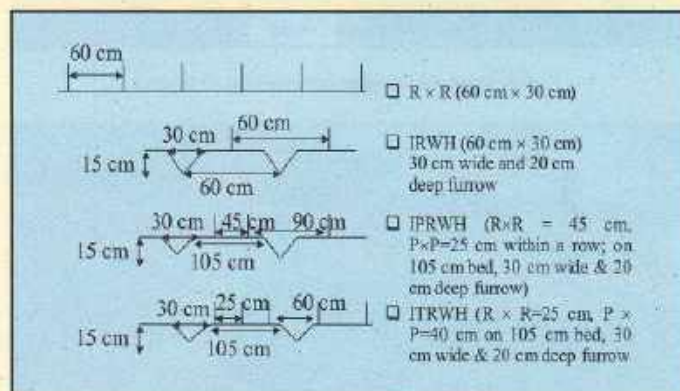 60 cm
R × R (60 cm × 30 cm)
30 cm
60 cm
15 cm
60 cm
IRWH (60 cm × 30 cm)
30 cm wide and 20 cm
deep furrow
30 cm
45 cm
90 cm
15 cm
105 cm
IPRWH (R×R = 45 cm,
P×P=25 cm within a row; on
105 cm bed, 30 cm wide & 20
cm deep furrow)
30 cm
25 cm
60 cm
15 cm
105 cm
ITRWH (R × R=25 cm, P ×
P=40 cm on 105 cm bed, 30
cm wide & 20 cm deep furrow